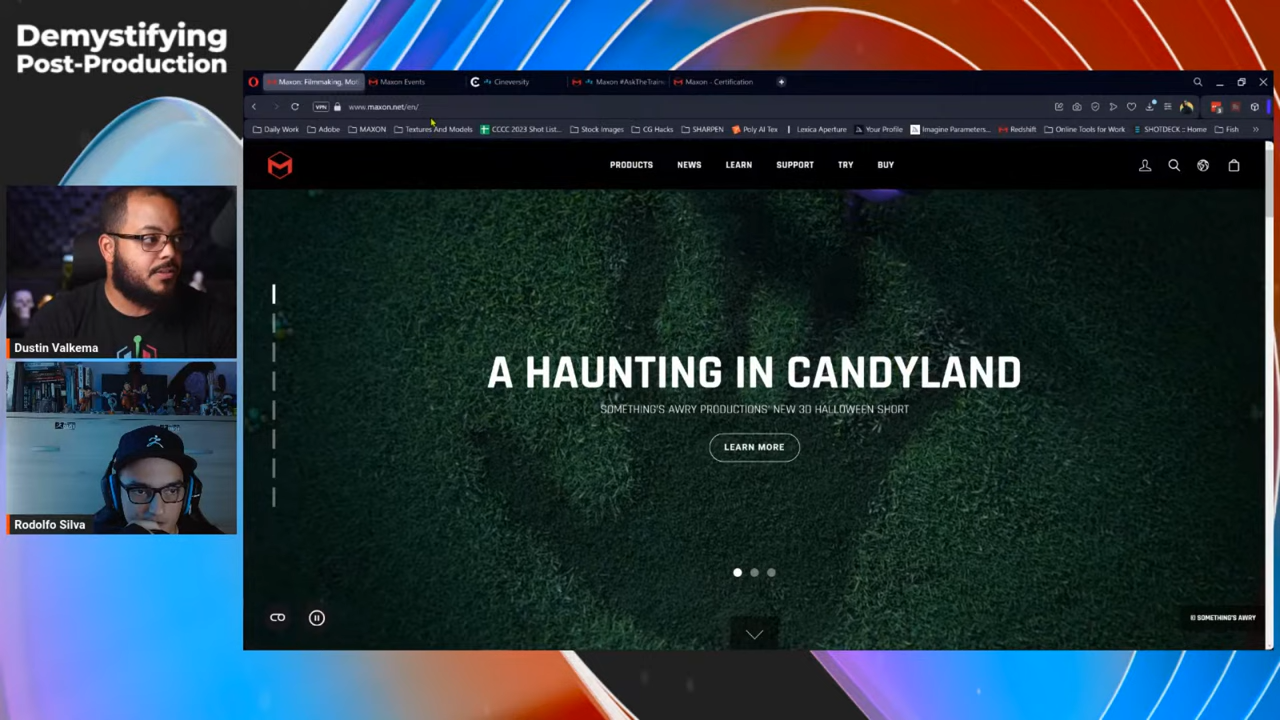 Demystifying
Post-Production
Maxon: Filmmaking, Mot
Maxon Events
Cineversity
Maxon #AskTheTraine
Maxon - Certification
VPN
www.maxon.net/en/
Daily Work
Adobe
MAXON
Textures And Models
CCCC 2023 Shot List...
Stock Images
CG Hacks
SHARPEN
Poly AI Tex
Lexica Aperture
Your Profile
Imagine Parameters...
Redshift
Online Tools for Work
SHOTDECK :: Home
Fish
PRODUCTS
NEWS
LEARN
SUPPORT
TRY
BUY
Dustin Valkema
A HAUNTING IN CANDYLAND
SOMETHING'S AWRY PRODUCTIONS' NEW 3D HALLOWEEN SHORT
LEARN MORE
Rodolfo Silva
© SOMETHING'S AWRY